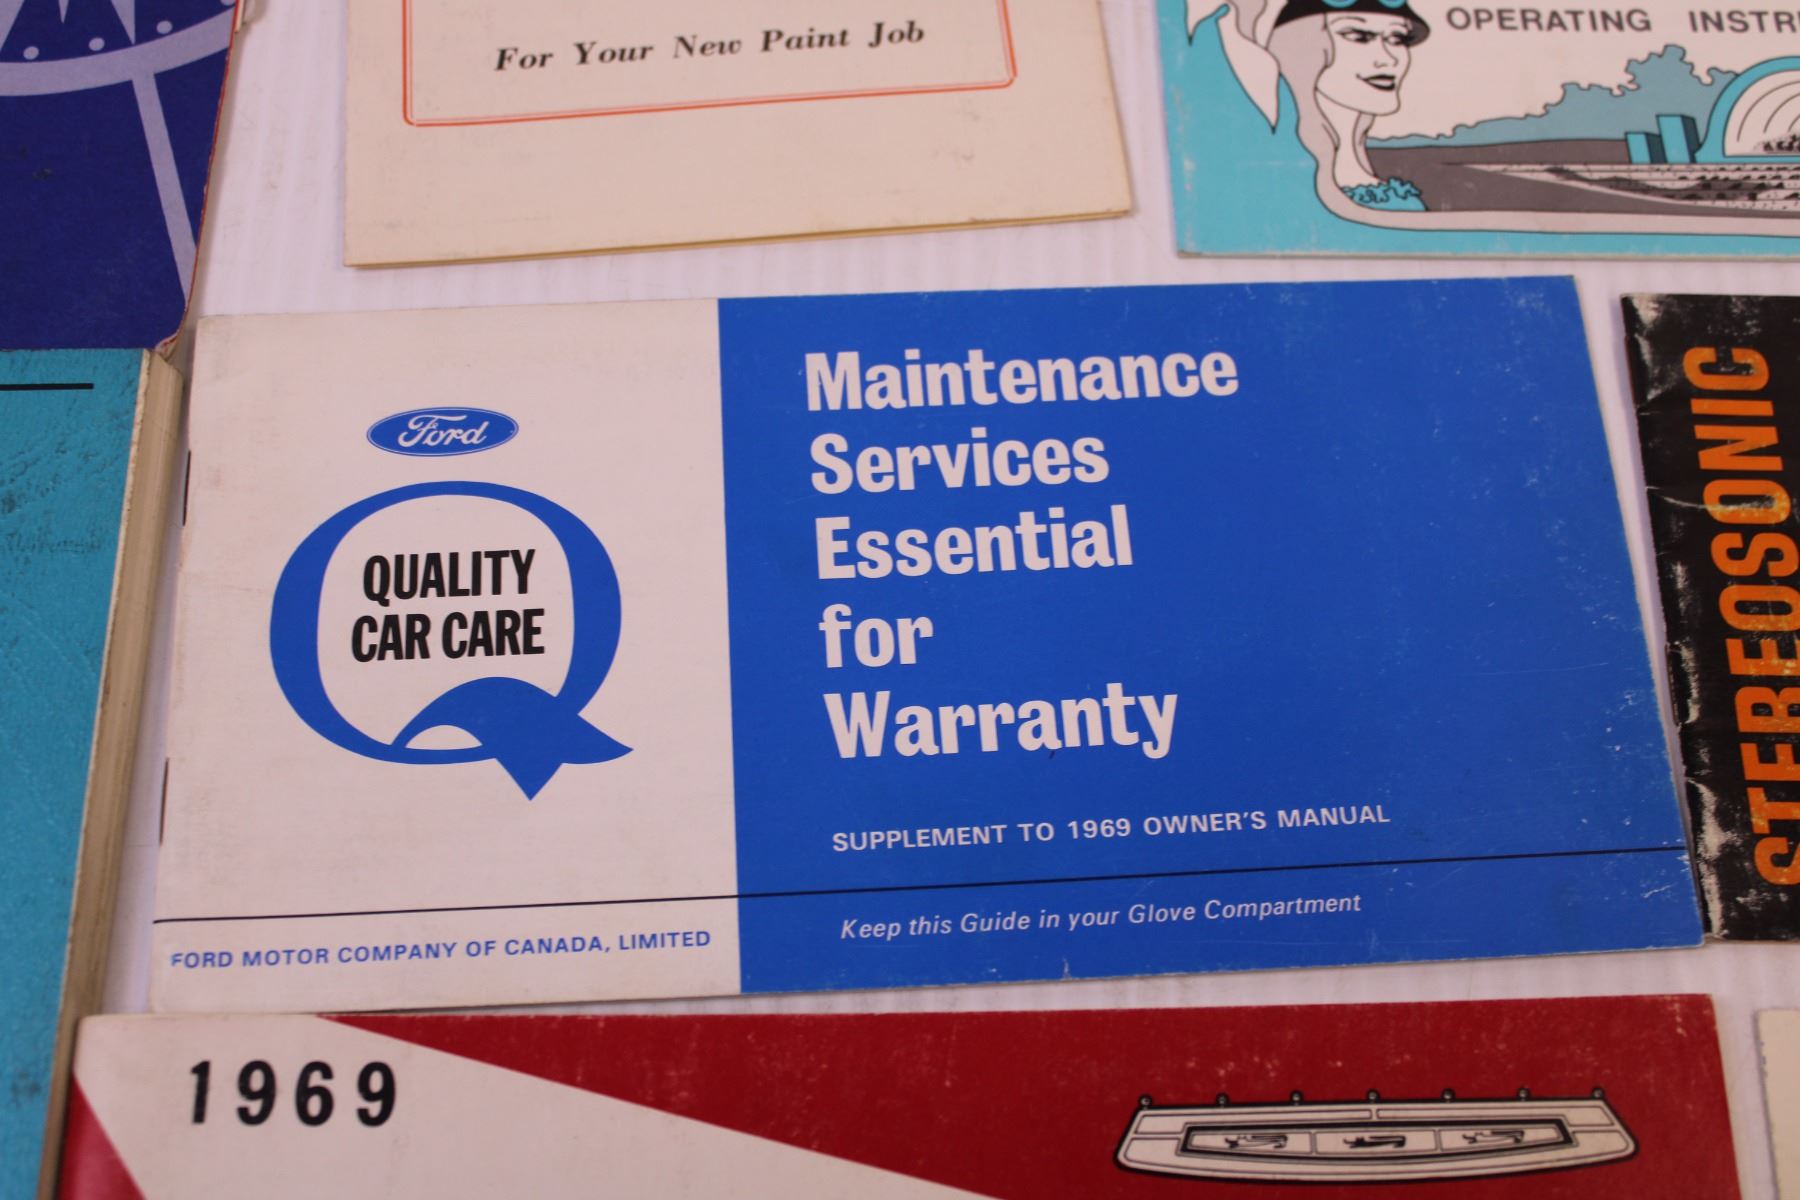 For Your New Paint Job
OPERATING
Ford
QUALITY
CAR CARE
Maintenance
Services
Essential
for
Warranty
SUPPLEMENT TO 1969 OWNER'S MANUAL
Keep this Guide in your Glove Compartment
FORD MOTOR COMPANY OF CANADA, LIMITED
STEREOSONIC
1969